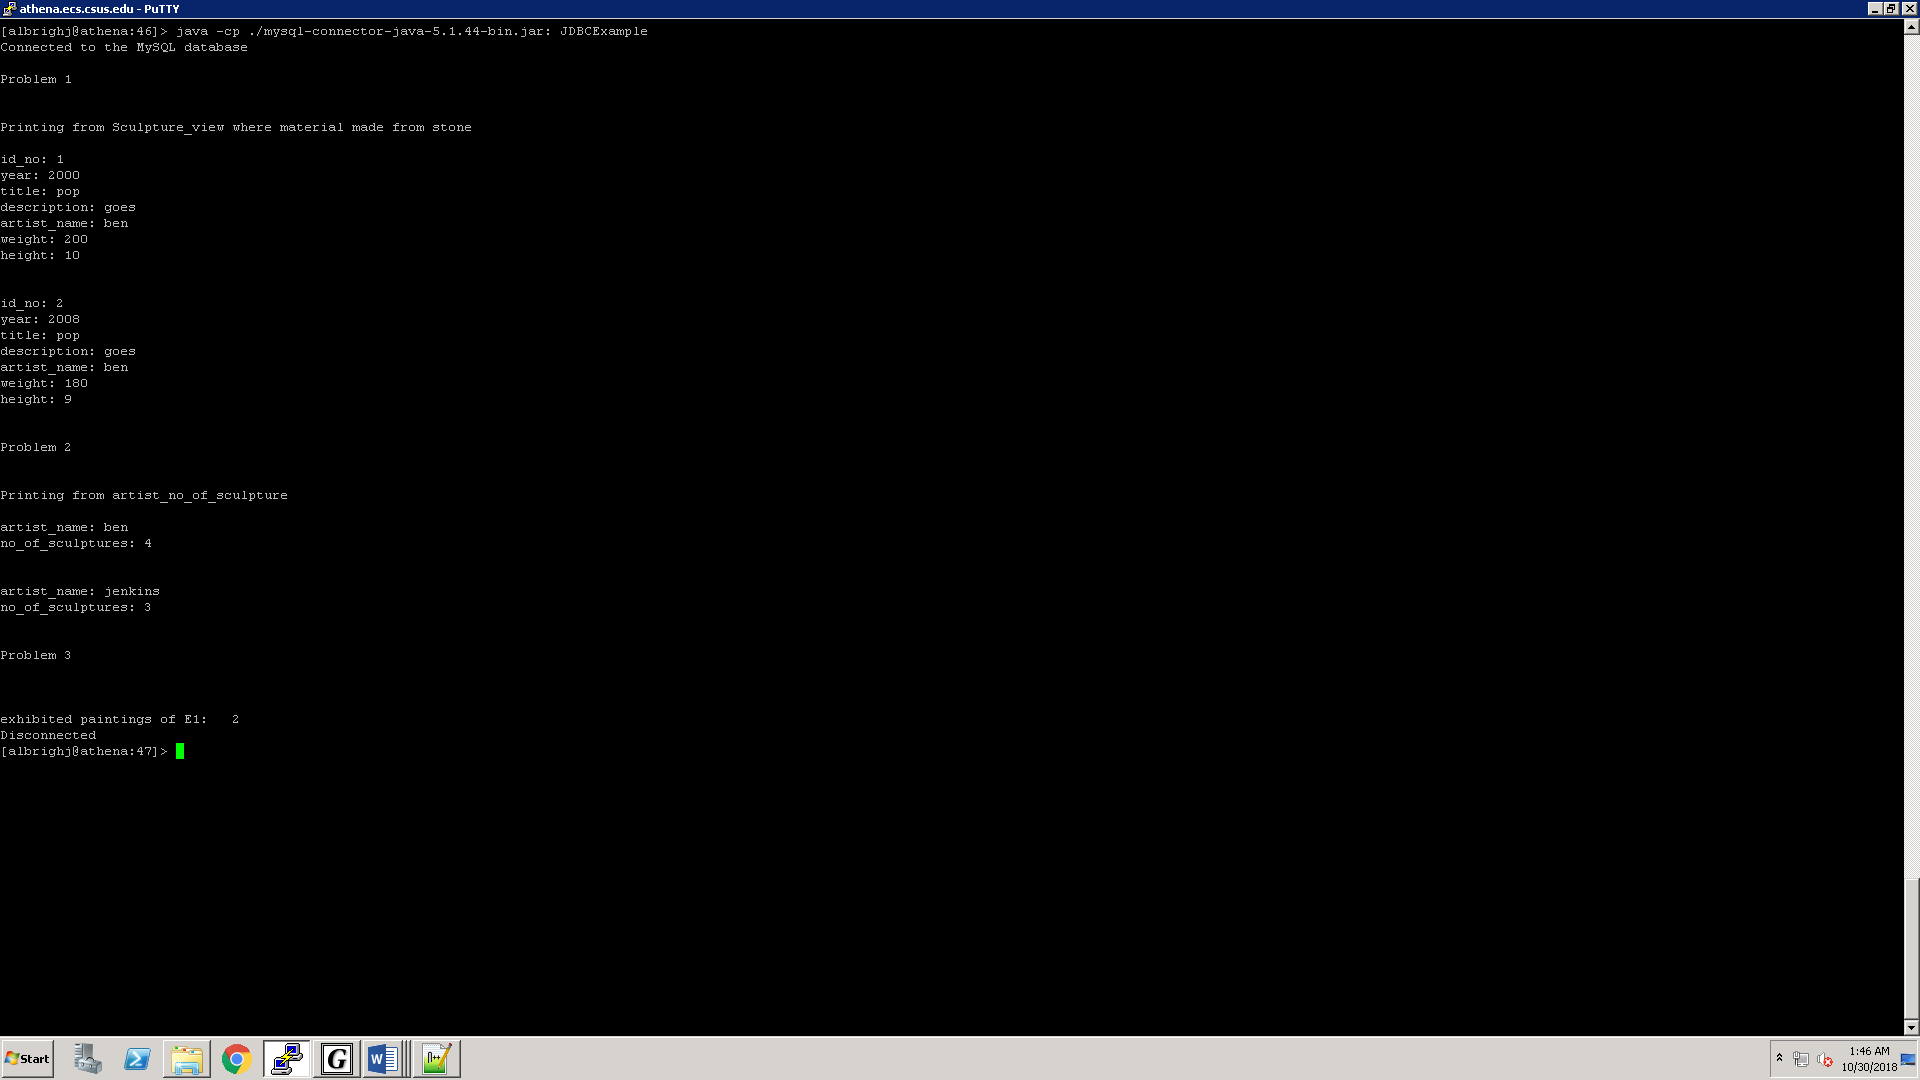 athena.ecs.csus.edu - PuTTY
[albrighj@athena:46]> java -cp ./mysql-connector-java-5.1.44-bin.jar: JDBCExample
Connected to the MySQL database
Problem 1
Printing from Sculpture_view where material made from stone
id_no: 1
year: 2000
title: pop
description: goes
artist_name: ben
weight: 200
height: 10
id_no: 2
year: 2008
title: pop
description: goes
artist_name: ben
weight: 180
height: 9
Problem 2
Printing from artist_no_of_sculpture
artist_name: ben
no_of_sculptures: 4
artist_name: jenkins
no_of_sculptures: 3
Problem 3
exhibited paintings of E1:   2
Disconnected
[albrighj@athena:47]>
Start
G
W
1:46 AM
10/30/2018